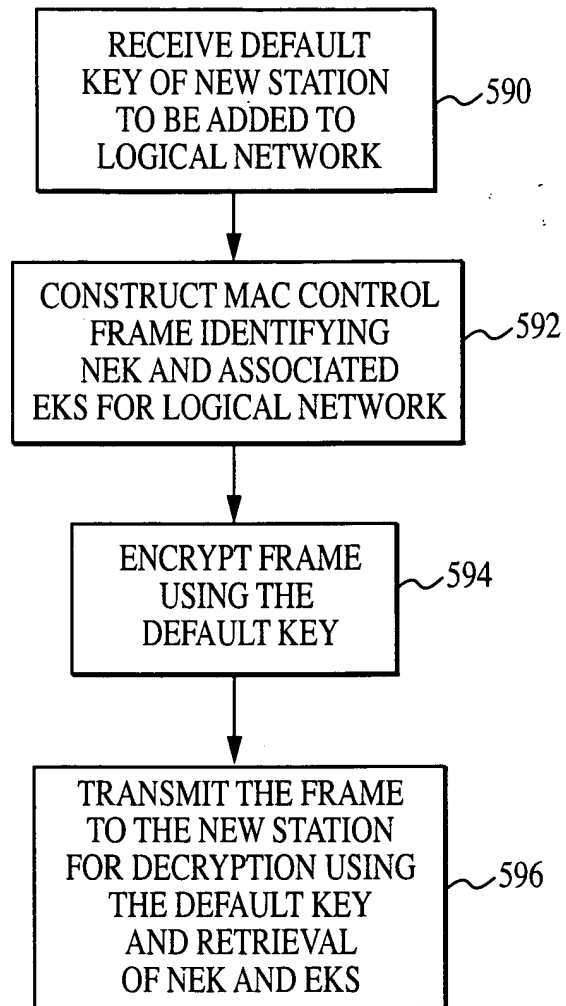 RECEIVE DEFAULT
KEY OF NEW STATION
TO BE ADDED TO
LOGICAL NETWORK
590
CONSTRUCT MAC CONTROL
FRAME IDENTIFYING
NEK AND ASSOCIATED
EKS FOR LOGICAL NETWORK
592
ENCRYPT FRAME
USING THE
DEFAULT KEY
594
TRANSMIT THE FRAME
TO THE NEW STATION
FOR DECRYPTION USING
THE DEFAULT KEY
AND RETRIEVAL
OF NEK AND EKS
596